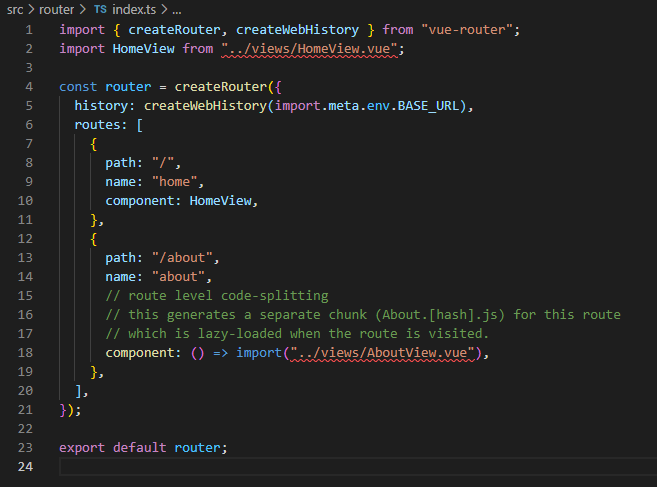 src > router > TS index.ts > ...
1 import { createRouter, createWebHistory } from "vue-router";
2 import HomeView from "../views/HomeView.vue";
3
4 const router = createRouter({
5   history: createWebHistory(import.meta.env.BASE_URL),
6   routes: [
7     {
8       path: "/",
9       name: "home",
10       component: HomeView,
11     },
12     {
13       path: "/about",
14       name: "about",
15       // route level code-splitting
16       // this generates a separate chunk (About.[hash].js) for this route
17       // which is lazy-loaded when the route is visited.
18       component: () => import("../views/AboutView.vue"),
19     },
20   ],
21 });
22
23 export default router;
24